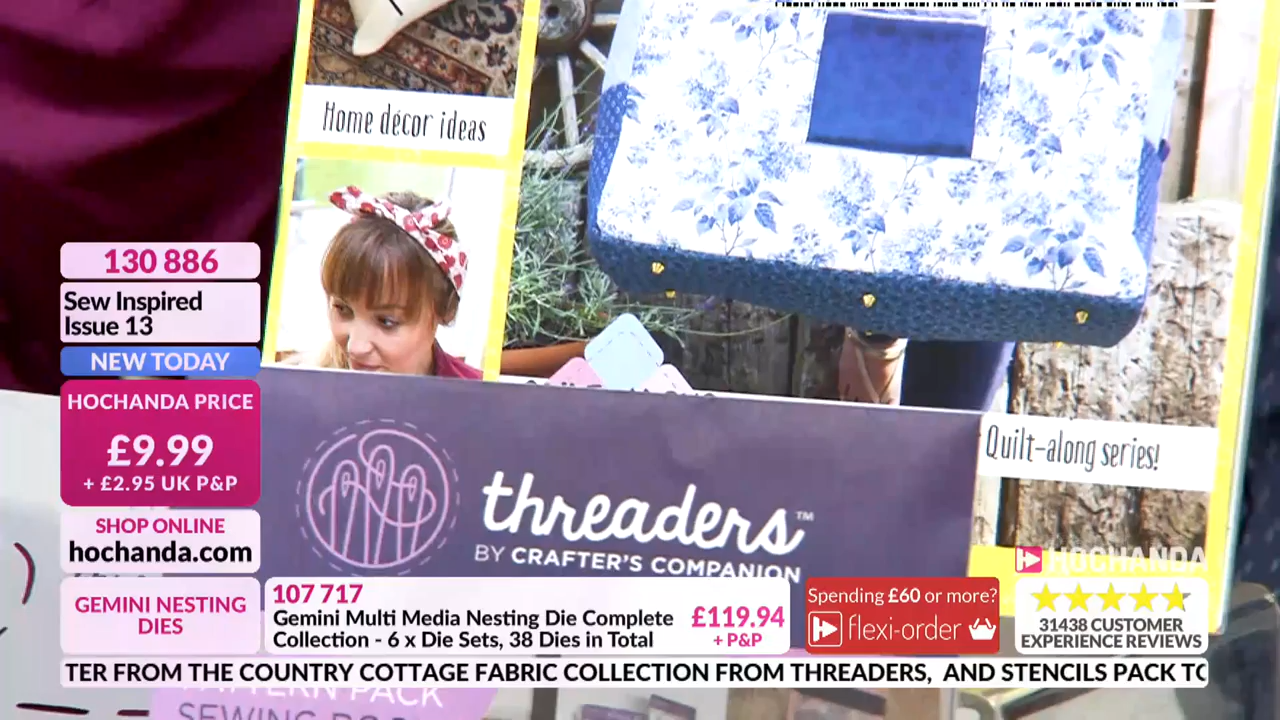 Home décor ideas
130 886
Sew Inspired
Issue 13
NEW TODAY
HOCHANDA PRICE
£9.99
+ £2.95 UK P&P
SHOP ONLINE
hochanda.com
GEMINI NESTING
DIES
Quilt-along series!
threaders™
BY CRAFTER'S COMPANION
107 717
Gemini Multi Media Nesting Die Complete
Collection - 6 x Die Sets, 38 Dies in Total
£119.94
+ P&P
Spending £60 or more?
flexi-order
HOCHANDA
31438 CUSTOMER
EXPERIENCE REVIEWS
TER FROM THE COUNTRY COTTAGE FABRIC COLLECTION FROM THREADERS, AND STENCILS PACK TO
PATTERN PACK
SEWING